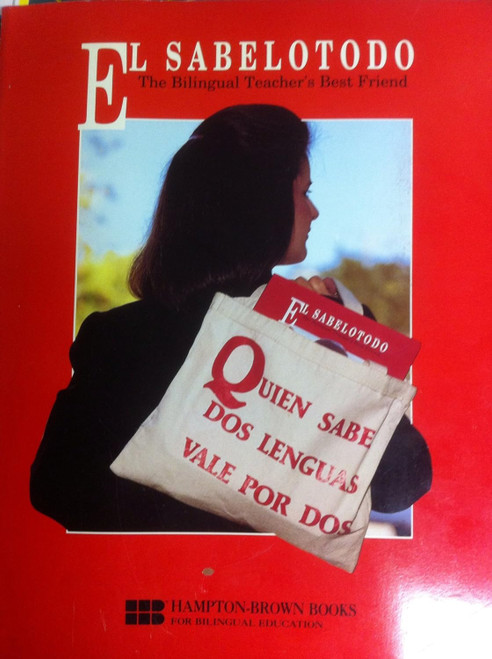 EL SABELOTODO
The Bilingual Teacher's Best Friend
EL SABELOTODO
QUIEN SABE
DOS LENGUAS
VALE POR DOS
HB HAMPTON-BROWN BOOKS
FOR BILINGUAL EDUCATION